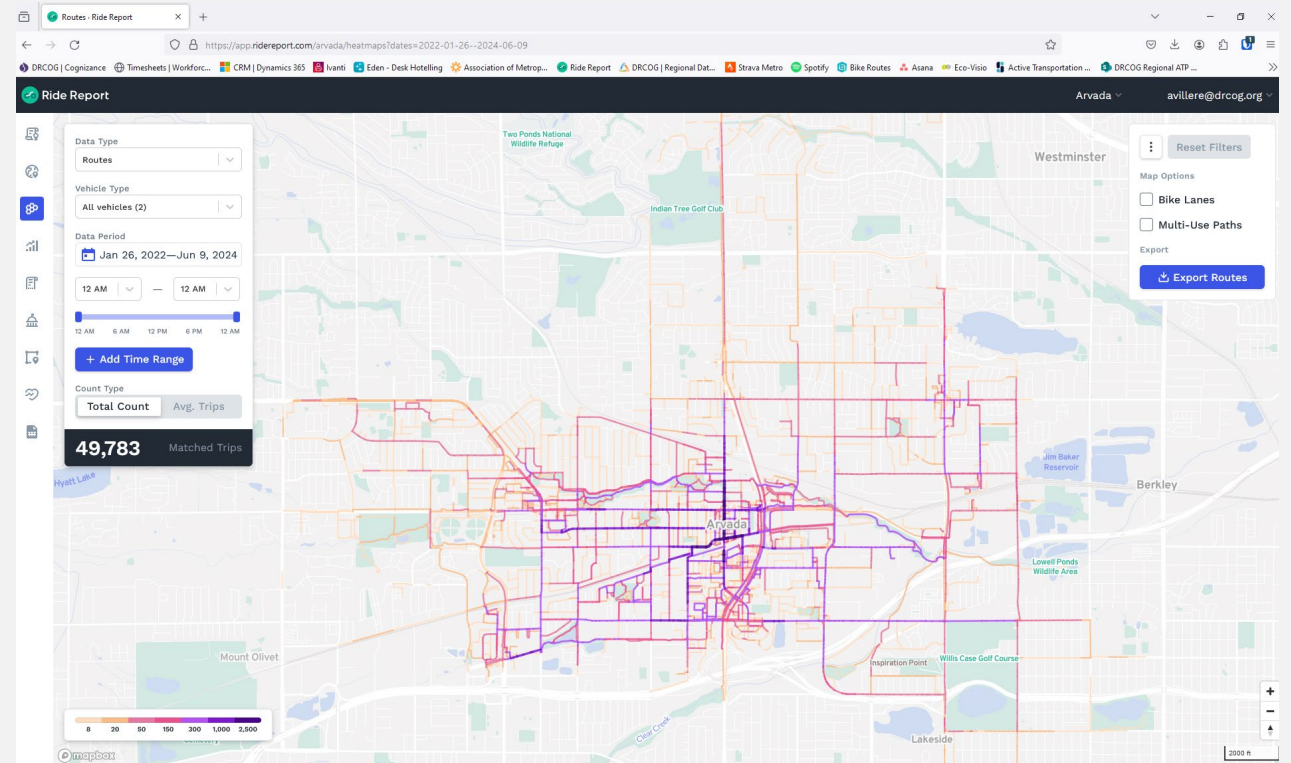 Routes - Ride Report
https://app.ridereport.com/arvada/heatmaps?dates=2022-01-26--2024-06-09
DRCOG | Cognizance Timesheets | Workforc... CRM | Dynamics 365 Ivanti Eden - Desk Hotelling Association of Metrop... Ride Report DRCOG | Regional Dat... Strava Metro Spotify Bike Routes Asana Eco-Visio Active Transportation ... DRCOG Regional ATP ...
Ride Report
Arvada
avillere@drcog.org
Data Type
Routes
Vehicle Type
All vehicles (2)
Data Period
Jan 26, 2022—Jun 9, 2024
12 AM — 12 AM
12 AM 6 AM 12 PM 6 PM 12 AM
+ Add Time Range
Count Type
Total Count Avg. Trips
49,783 Matched Trips
Reset Filters
Map Options
Bike Lanes
Multi-Use Paths
Export
Export Routes
Two Ponds National
Wildlife Refuge
Westminster
Indian Tree Golf Club
Jim Baker
Reservoir
Hyatt Lake
Berkley
Arvada
Lowell Ponds
Wildlife Area
Mount Olivet
Inspiration Point
Willis Case Golf Course
Clear Creek
Lakeside
8 20 50 150 300 1,000 2,500
Cemetery
mapbox
2000 ft